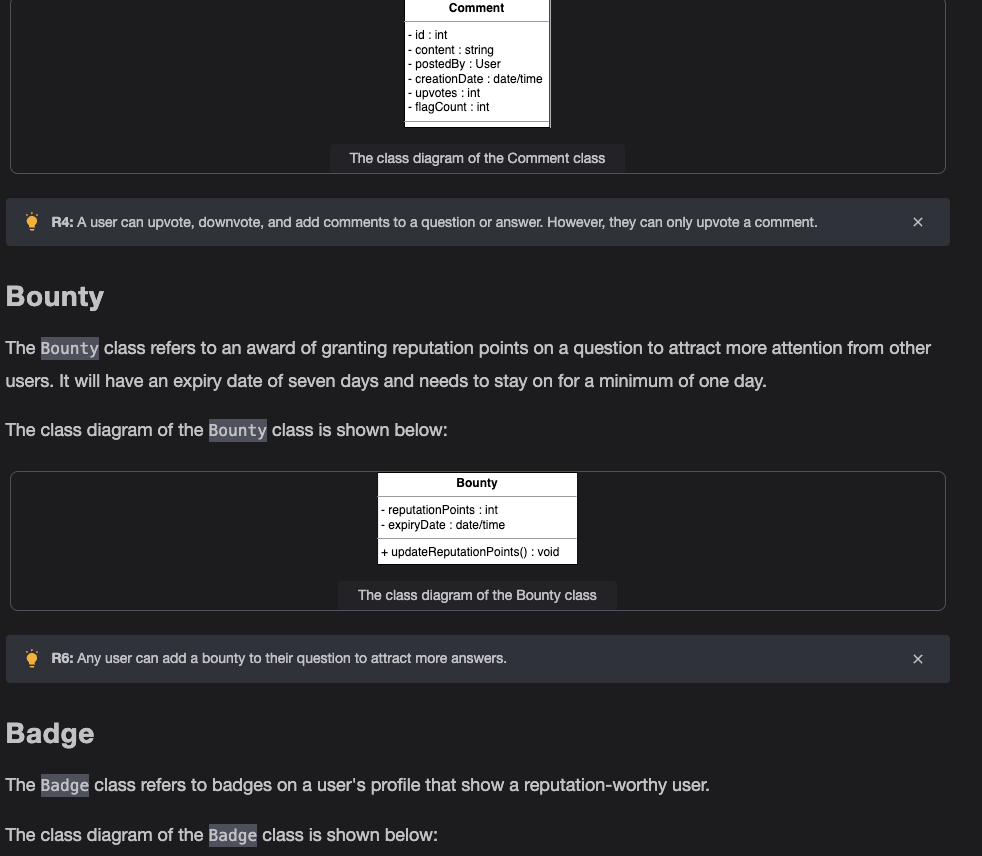 Comment
- id : int
- content : string
- postedBy : User
- creationDate : date/time
- upvotes : int
- flagCount : int
The class diagram of the Comment class
R4: A user can upvote, downvote, and add comments to a question or answer. However, they can only upvote a comment.
Bounty
The Bounty class refers to an award of granting reputation points on a question to attract more attention from other
users. It will have an expiry date of seven days and needs to stay on for a minimum of one day.
The class diagram of the Bounty class is shown below:
Bounty
- reputationPoints : int
- expiryDate : date/time
+ updateReputationPoints() : void
The class diagram of the Bounty class
R6: Any user can add a bounty to their question to attract more answers.
Badge
The Badge class refers to badges on a user's profile that show a reputation-worthy user.
The class diagram of the Badge class is shown below: